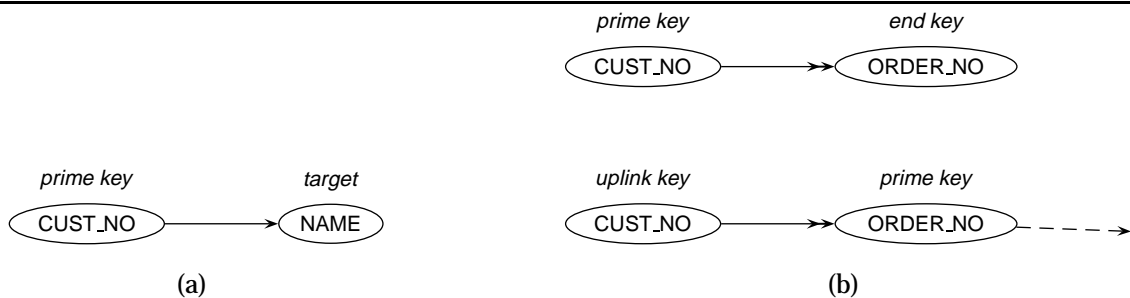 prime key end key
CUST_NO ORDER_NO
prime key target uplink key prime key
CUST_NO NAME CUST_NO ORDER_NO
(a) (b)